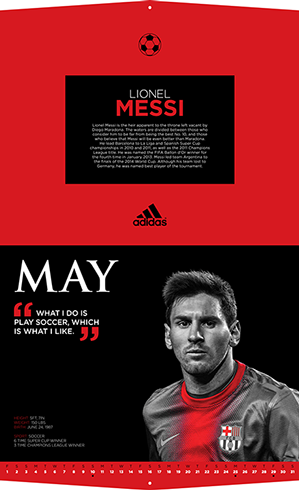 LIONEL
MESSI
Lionel Messi is the heir apparent to the throne left vacant by
Diego Maradona. The waters are divided between those who
consider him to be far from being the best No. 10, and those
who believe that Messi will be even better than Maradona.
He lead Barcelona to La Liga and Spanish Super Cup
championships in 2010 and 2011, as well as the 2011 Champions
League title. He was named the FIFA Ballon d'Or winner for
the fourth time in January 2013. Messi led team Argentina to
the finals of the 2014 World Cup. Although his team lost to
Germany, he was named best player of the tournament.
adidas
MAY
“ WHAT I DO IS
PLAY SOCCER, WHICH
IS WHAT I LIKE. ”
HEIGHT: 5FT 7IN
WEIGHT:
BIRTH: JUNE 24, 1987
SPORT: SOCCER
6 TIME SUPER CUP WINNER
3 TIME CHAMPIONS LEAGUE WINNER
1 2 3 4 5 6 7 8 9 10 11 12 13 14 15 16 17 18 19 20 21 22 23 24 25 26 27 28 29 30 31